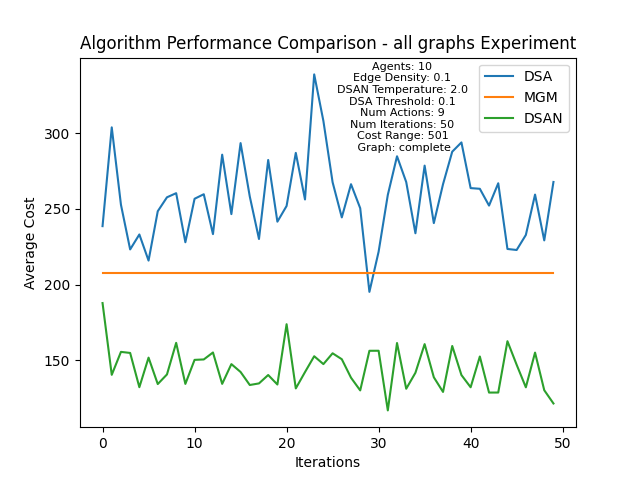 Algorithm Performance Comparison - all graphs Experiment
Agents: 10
Edge Density: 0.1
DSAN Temperature: 2.0
DSA Threshold: 0.1
Num Actions: 9
Num Iterations: 50
Cost Range: 501
Graph: complete
DSA
MGM
DSAN
Average Cost
300
250
200
150
0
10
20
30
40
50
Iterations